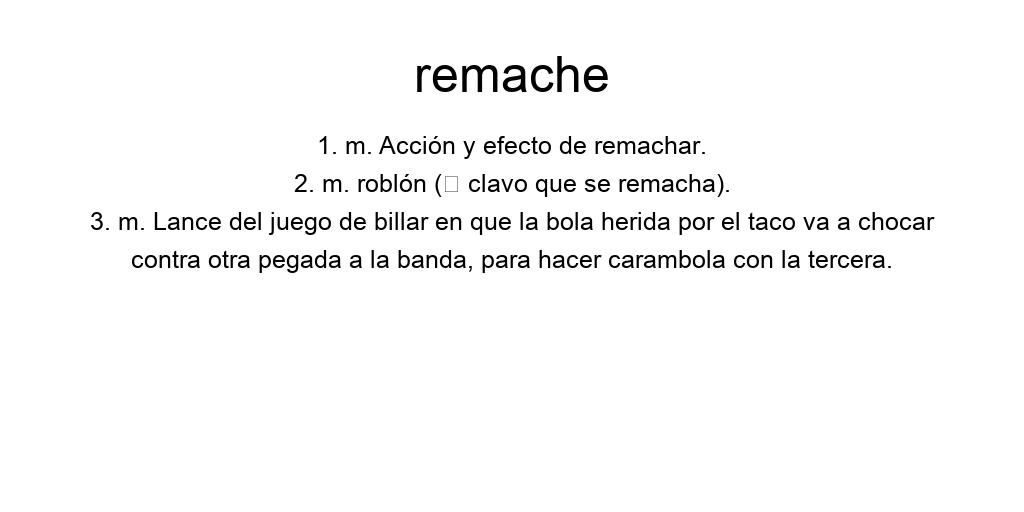 remache
1. m. Acción y efecto de remachar.
2. m. roblón (□ clavo que se remacha).
3. m. Lance del juego de billar en que la bola herida por el taco va a chocar
contra otra pegada a la banda, para hacer carambola con la tercera.